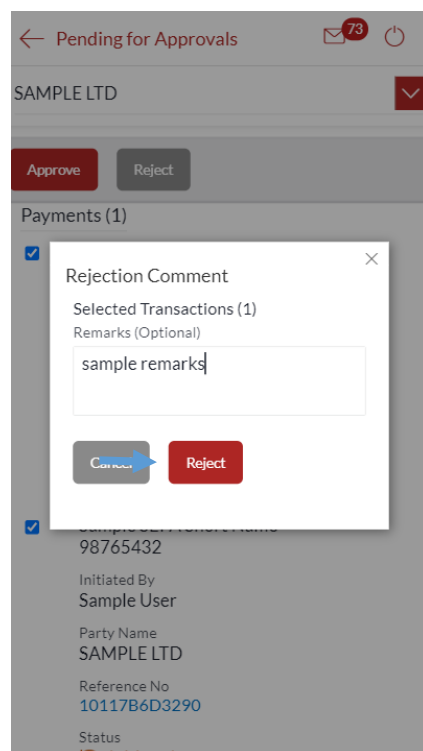 Pending for Approvals
73
SAMPLE LTD
Approve
Reject
Payments (1)
Rejection Comment
Selected Transactions (1)
Remarks (Optional)
sample remarks
Reject
98765432
Initiated By
Sample User
Party Name
SAMPLE LTD
Reference No
10117B6D3290
Status